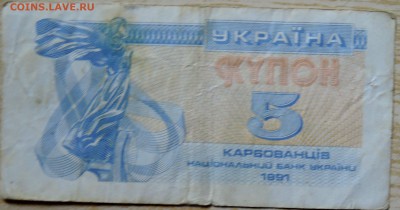 COINS.LAVE.RU
УКРАЇНА
КУПОН
5
КАРБОВАНЦІВ
НАЦІОНАЛЬНИЙ БАНК УКРАЇНИ
1991